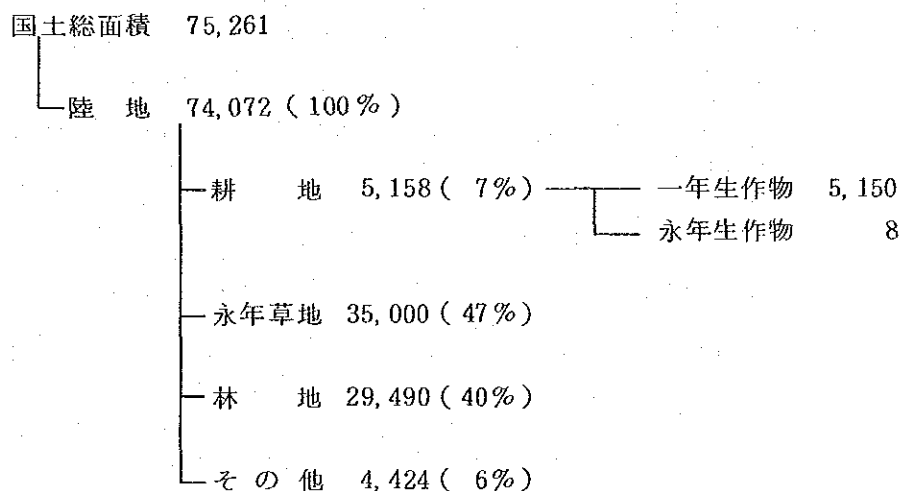 国土総面積 75,261
陸地 74,072(100%)
耕地 5,158(7%) 一年生作物 5,150
永年生作物 8
永年草地 35,000(47%)
林地 29,490(40%)
その他 4,424(6%)